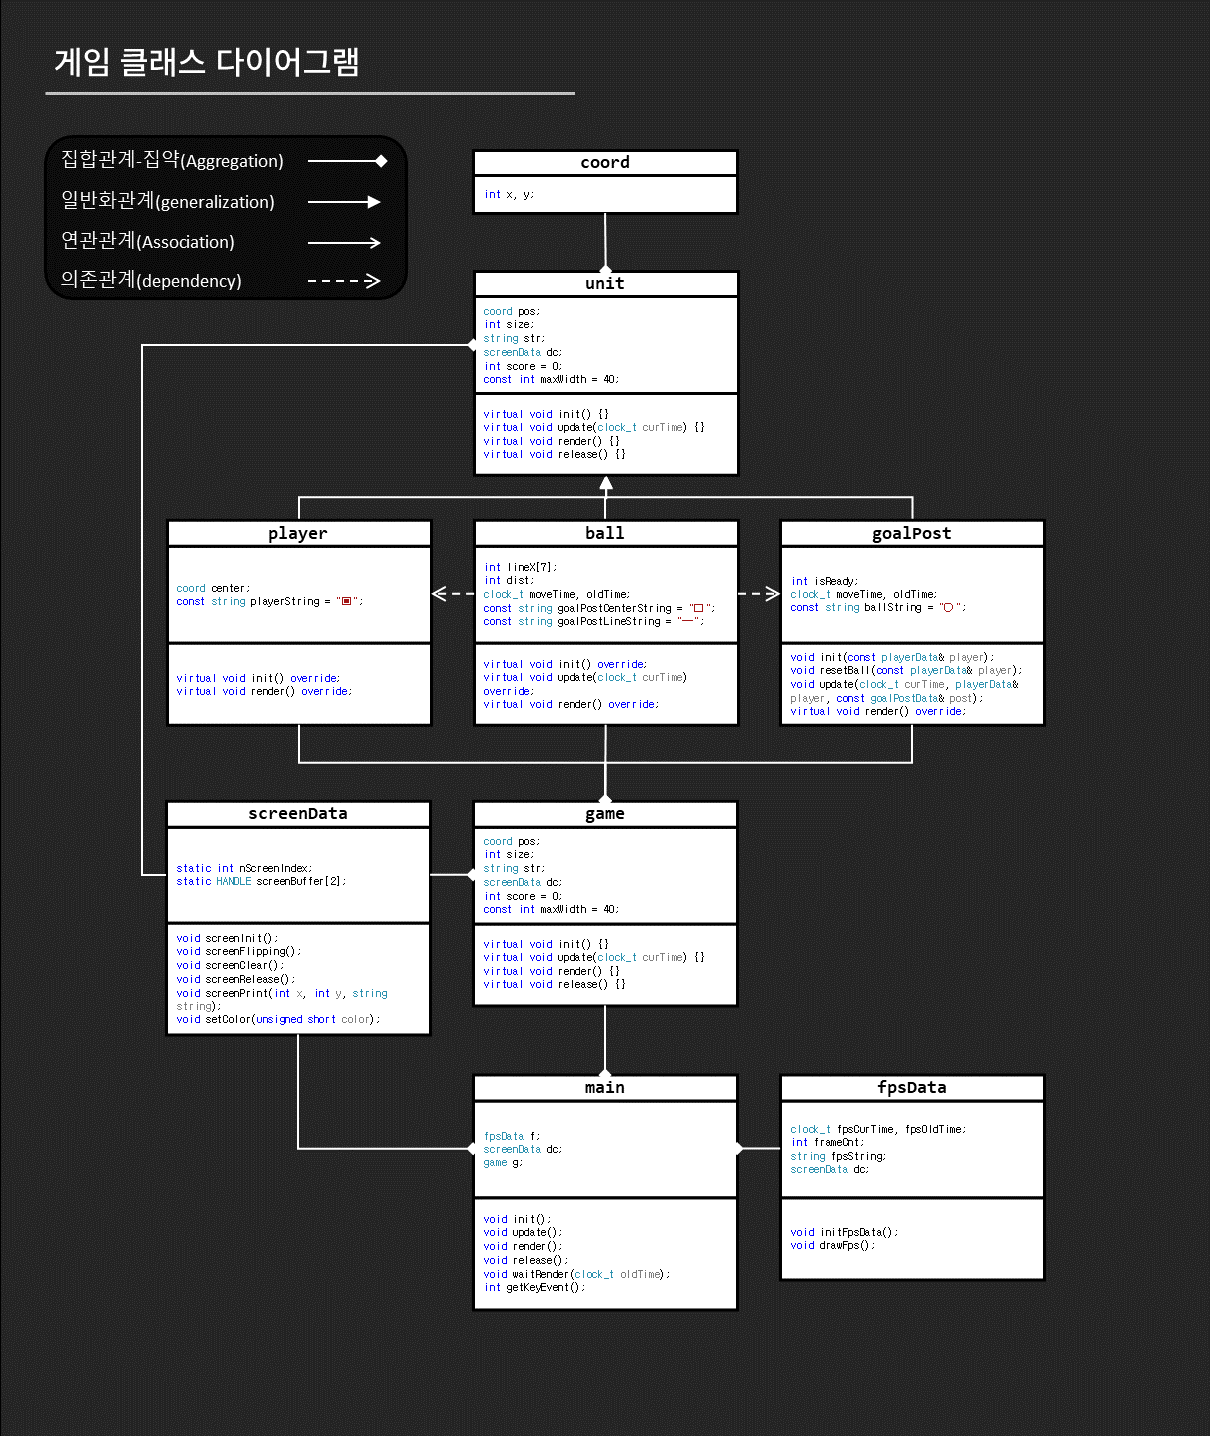 게임 클래스 다이어그램
집합관계-집약(Aggregation)
일반화관계(generalization)
연관관계(Association)
의존관계(dependency)
coord
int x, y;
unit
coord pos;
int size;
string str;
screenData dc;
int score = 0;
const int maxWidth = 40;
virtual void init() {}
virtual void update(clock_t curTime) {}
virtual void render() {}
virtual void release() {}
player
coord center;
const string playerString = "▣";
virtual void init() override;
virtual void render() override;
ball
int lineX[7];
int dist;
clock_t moveTime, oldTime;
const string goalPostCenterString = "□";
const string goalPostLineString = "─";
virtual void init() override;
virtual void update(clock_t curTime)
override;
virtual void render() override;
goalPost
int isReady;
clock_t moveTime, oldTime;
const string ballString = "○";
void init(const playerData& player);
void resetBall(const playerData& player);
void update(clock_t curTime, playerData&
player, const goalPostData& post);
virtual void render() override;
screenData
static int nScreenIndex;
static HANDLE screenBuffer[2];
void screenInit();
void screenFlipping();
void screenClear();
void screenRelease();
void screenPrint(int x, int y, string
string);
void setColor(unsigned short color);
game
coord pos;
int size;
string str;
screenData dc;
int score = 0;
const int maxWidth = 40;
virtual void init() {}
virtual void update(clock_t curTime) {}
virtual void render() {}
virtual void release() {}
main
fpsData f;
screenData dc;
game g;
void init();
void update();
void render();
void release();
void waitRender(clock_t oldTime);
int getKeyEvent();
fpsData
clock_t fpsCurTime, fpsOldTime;
int frameCnt;
string fpsString;
screenData dc;
void initFpsData();
void drawFps();